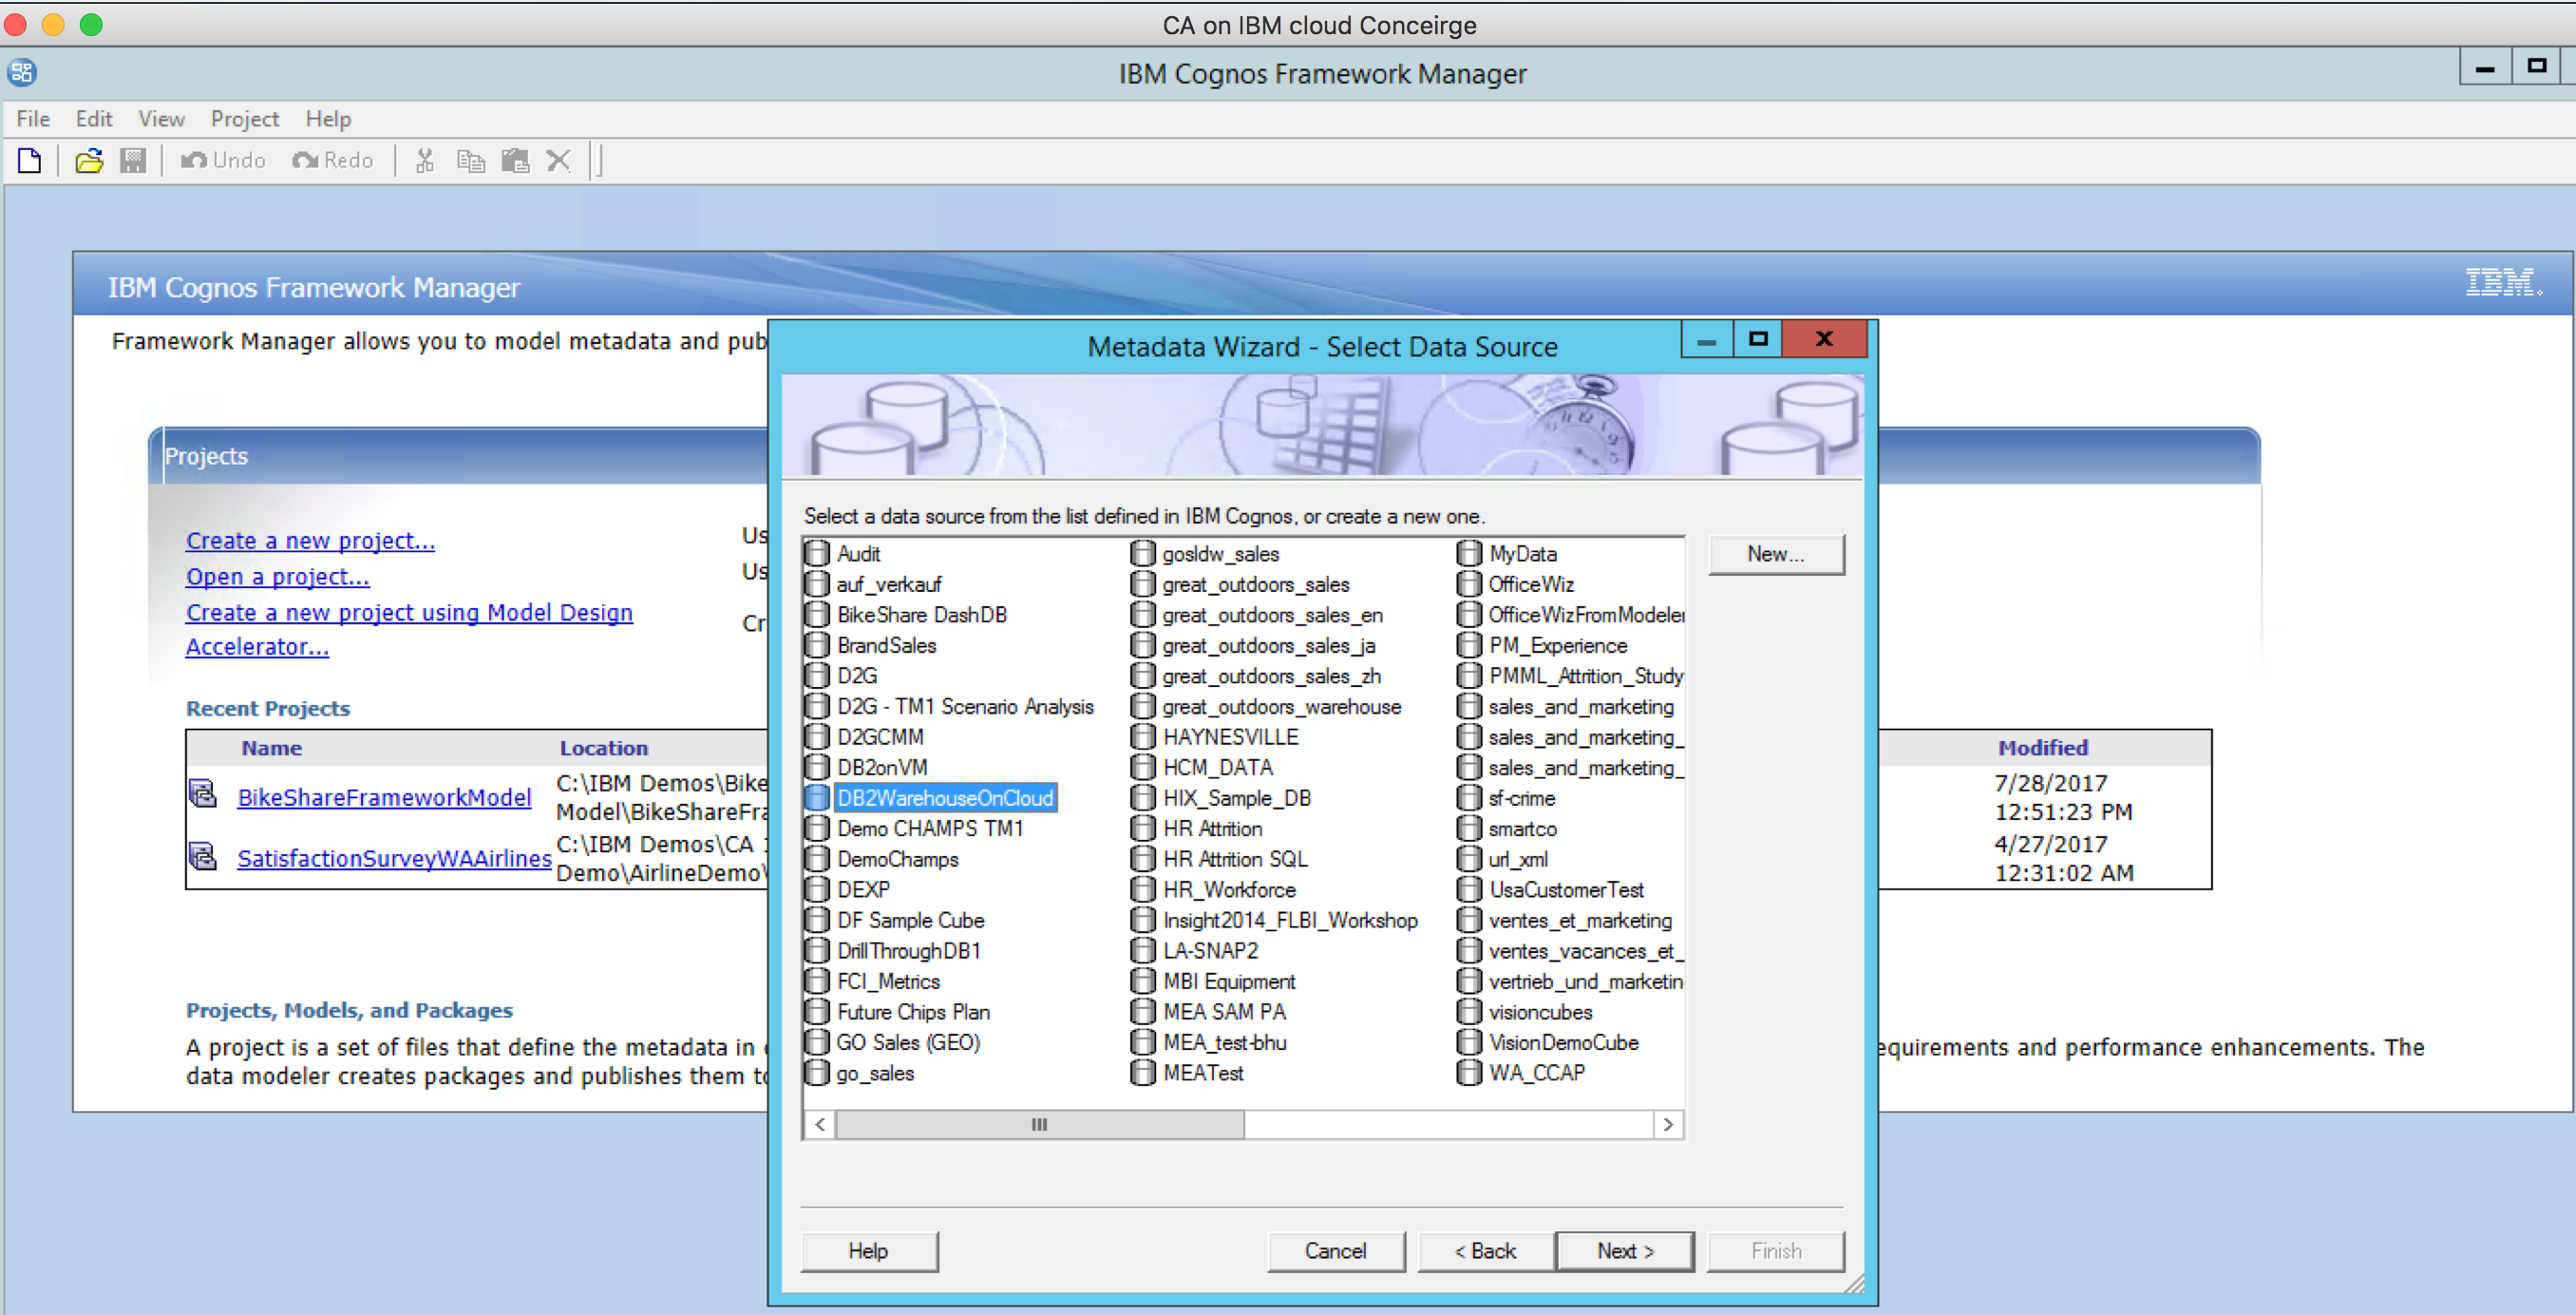 CA on IBM cloud Conceirge
IBM Cognos Framework Manager
File Edit View Project Help
Undo Redo
IBM Cognos Framework Manager
IBM.
Framework Manager allows you to model metadata and pub
Projects
Create a new project...
Us
Open a project...
Us
Create a new project using Model Design
Accelerator...
Cr
Recent Projects
Name Location Modified
BikeShareFrameworkModel C:\IBM Demos\Bike
Model\BikeShareFra
7/28/2017
12:51:23 PM
SatisfactionSurveyWAAirlines C:\IBM Demos\CA
Demo\AirlineDemo\
4/27/2017
12:31:02 AM
Projects, Models, and Packages
A project is a set of files that define the metadata in
equirements and performance enhancements. The
data modeler creates packages and publishes them to
Metadata Wizard - Select Data Source
Select a data source from the list defined in IBM Cognos, or create a new one.
Audit
auf_verkauf
BikeShare DashDB
BrandSales
D2G
D2G - TM1 Scenario Analysis
D2GCMM
DB2onVM
DB2WarehouseOnCloud
Demo CHAMPS TM1
DemoChamps
DEXP
DF Sample Cube
DrillThroughDB1
FCI_Metrics
Future Chips Plan
GO Sales (GEO)
go_sales
gosldw_sales
great_outdoors_sales
great_outdoors_sales_en
great_outdoors_sales_ja
great_outdoors_sales_zh
great_outdoors_warehouse
HAYNESVILLE
HCM_DATA
HIX_Sample_DB
HR Attrition
HR Attrition SQL
HR_Workforce
Insight2014_FLBI_Workshop
LA-SNAP2
MBI Equipment
MEA SAM PA
MEA_test-bhu
MEATest
MyData
OfficeWiz
OfficeWizFromModeler
PM_Experience
PMML_Attrition_Study
sales_and_marketing
sales_and_marketing_
sales_and_marketing_
sf-crime
smartco
url_xml
UsaCustomerTest
ventes_et_marketing
ventes_vacances_et_
vertrieb_und_marketin
visioncubes
VisionDemoCube
WA_CCAP
New...
Help Cancel < Back Next > Finish